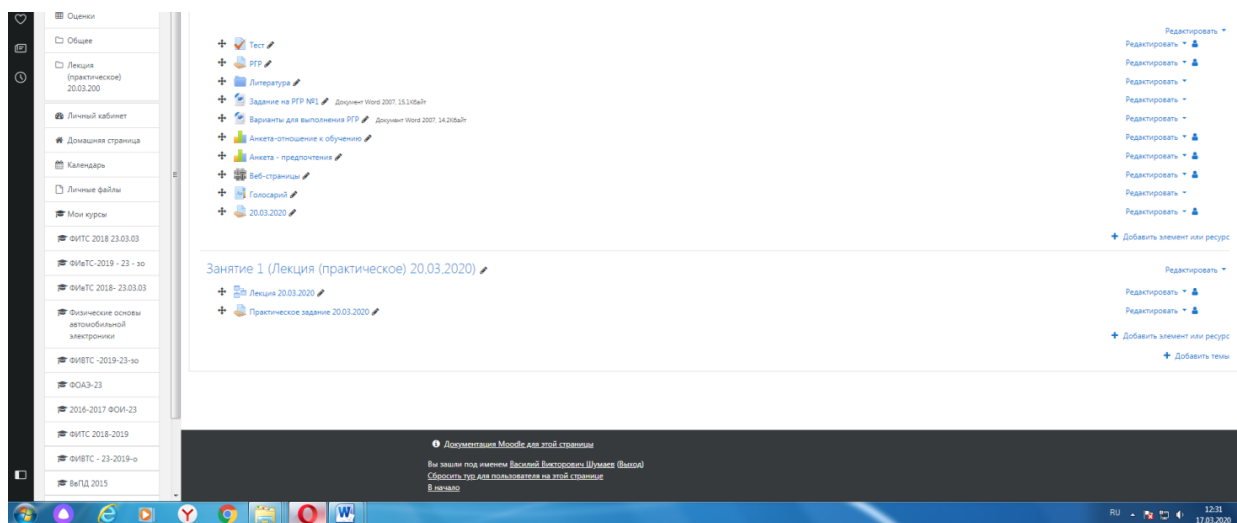 Оценки
Общее
Лекция
(практическое)
20.03.200
Личный кабинет
Домашняя страница
Календарь
Личные файлы
Мои курсы
ФИТС 2018 23.03.03
ФИвТС-2019 - 23 - зо
ФИвТС 2018- 23.03.03
Физические основы
автомобильной
электроники
ФИВТС -2019-23-зо
ФОАЭ-23
2016-2017 ФОИ-23
ФИТС 2018-2019
ФИВТС - 23-2019-о
ВвПД 2015
Редактировать
Тест Редактировать
РГР Редактировать
Литература Редактировать
Задание на РГР №1 Документ Word 2007, 15.1Кбайт Редактировать
Варианты для выполнения РГР Документ Word 2007, 14.2Кбайт Редактировать
Анкета-отношение к обучению Редактировать
Анкета - предпочтения Редактировать
Веб-страницы Редактировать
Голосарий Редактировать
20.03.2020 Редактировать
Добавить элемент или ресурс
Занятие 1 (Лекция (практическое) 20,03,2020) Редактировать
Лекция 20.03.2020 Редактировать
Практическое задание 20.03.2020 Редактировать
Добавить элемент или ресурс
Добавить темы
Документация Moodle для этой страницы
Вы зашли под именем Василий Викторович Шумаев (Выход)
Сбросить тур для пользователя на этой странице
В начало
RU 12:31
17.03.2020